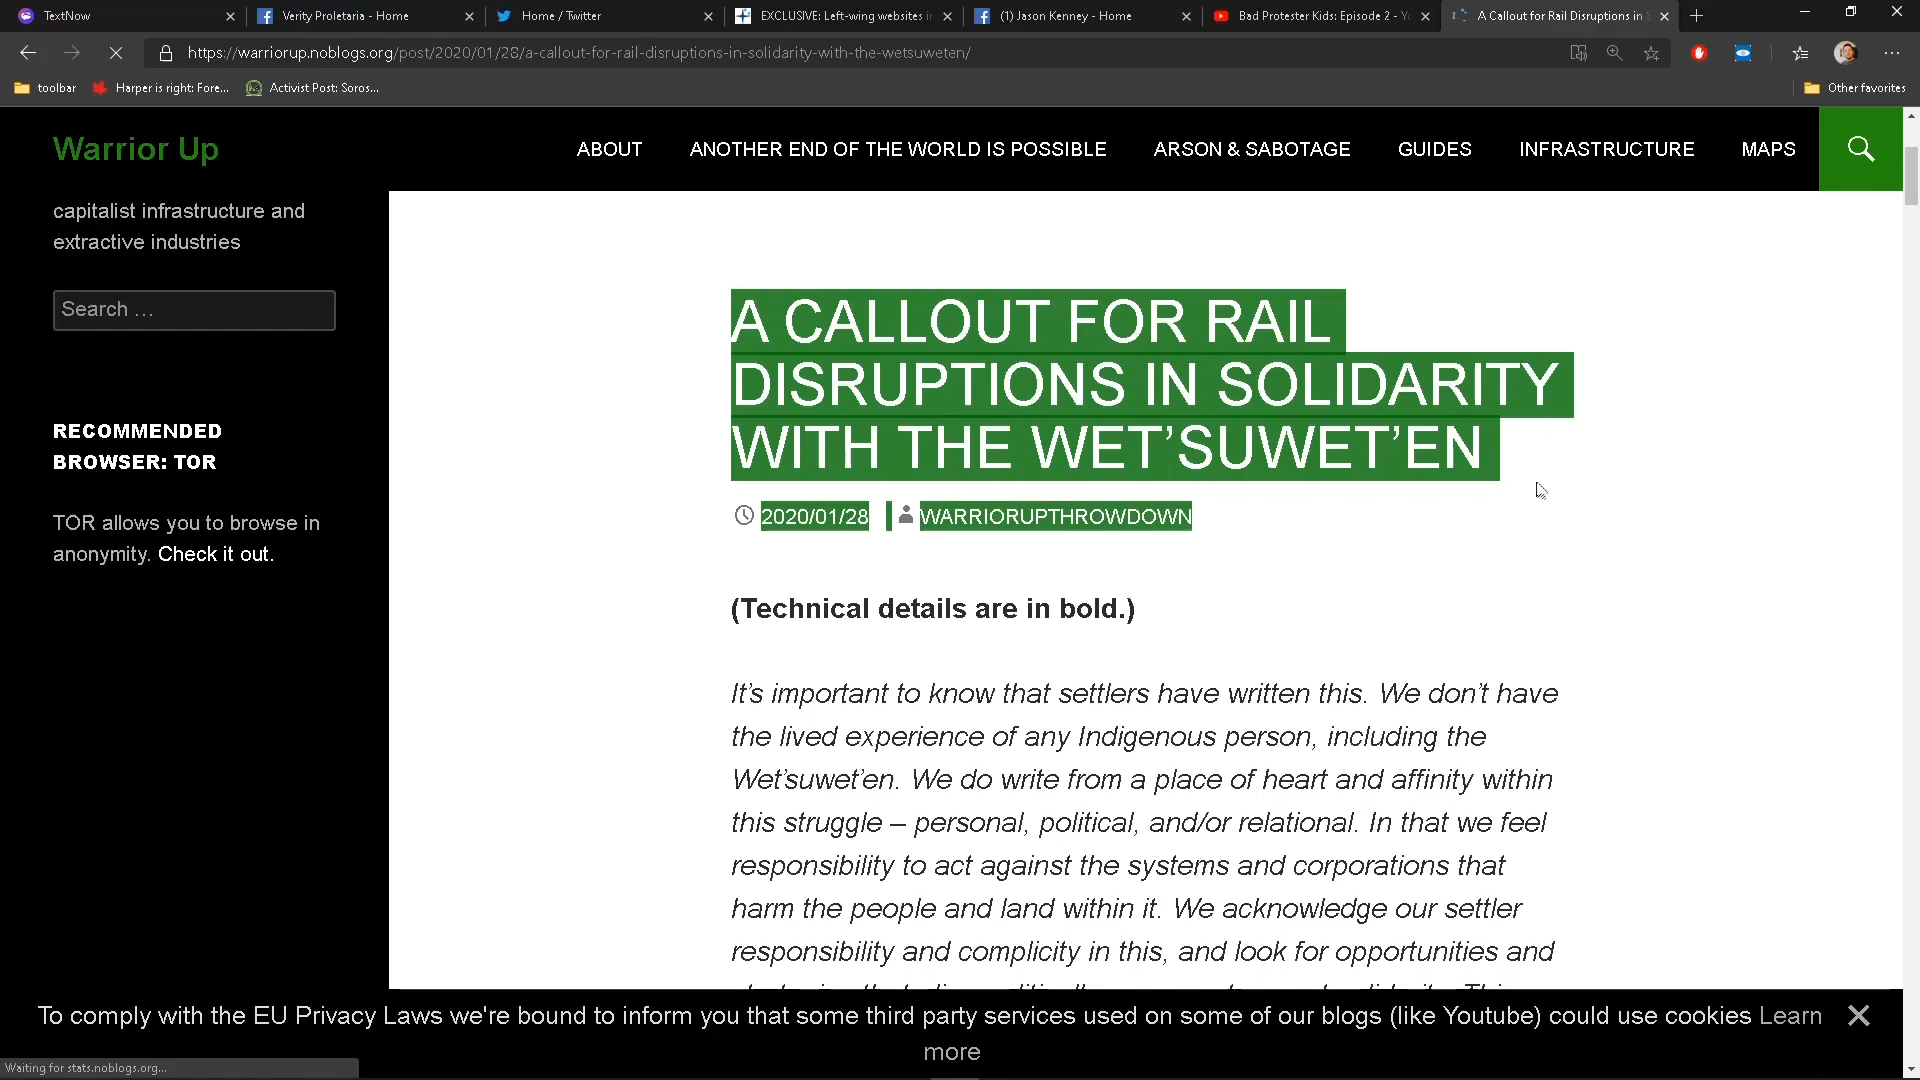 TextNow
Verity Proletaria - Home
Home / Twitter
EXCLUSIVE: Left-wing websites in
(1) Jason Kenney - Home
Bad Protester Kids: Episode 2 - Yo
A Callout for Rail Disruptions in S
https://warriorup.noblogs.org/post/2020/01/28/a-callout-for-rail-disruptions-in-solidarity-with-the-wetsuweten/
toolbar
Harper is right: Fore...
Activist Post: Soros...
Other favorites
Warrior Up
ABOUT
ANOTHER END OF THE WORLD IS POSSIBLE
ARSON & SABOTAGE
GUIDES
INFRASTRUCTURE
MAPS
capitalist infrastructure and
extractive industries
Search …
RECOMMENDED
BROWSER: TOR
TOR allows you to browse in
anonymity. Check it out.
A CALLOUT FOR RAIL
DISRUPTIONS IN SOLIDARITY
WITH THE WET’SUWET’EN
2020/01/28 WARRIORUPTHROWDOWN
(Technical details are in bold.)
It’s important to know that settlers have written this. We don’t have
the lived experience of any Indigenous person, including the
Wet’suwet’en. We do write from a place of heart and affinity within
this struggle – personal, political, and/or relational. In that we feel
responsibility to act against the systems and corporations that
harm the people and land within it. We acknowledge our settler
responsibility and complicity in this, and look for opportunities and
To comply with the EU Privacy Laws we're bound to inform you that some third party services used on some of our blogs (like Youtube) could use cookies Learn
more
Waiting for stats.noblogs.org...